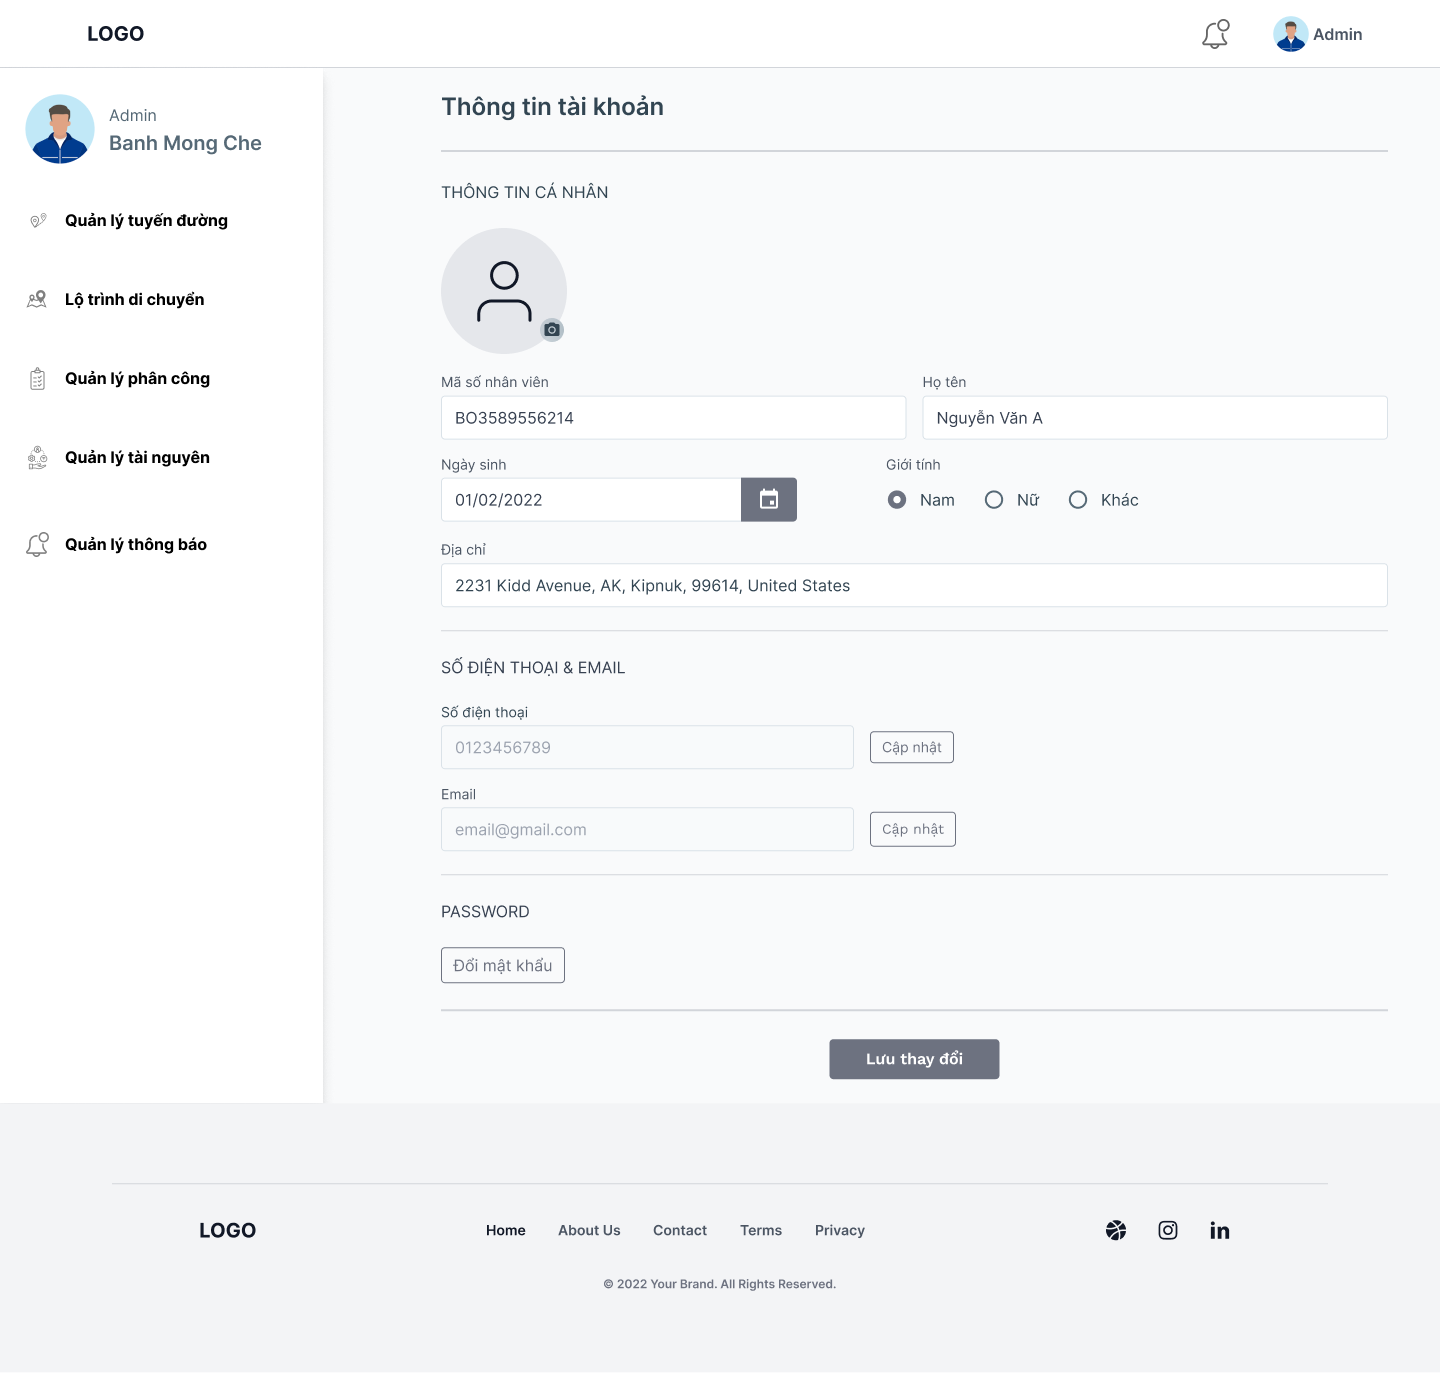 LOGO
Admin
Admin
Banh Mong Che
Quản lý tuyến đường
Lộ trình di chuyển
Quản lý phân công
Quản lý tài nguyên
Quản lý thông báo
Thông tin tài khoản
THÔNG TIN CÁ NHÂN
Mã số nhân viên
Họ tên
BO3589556214
Nguyễn Văn A
Ngày sinh
Giới tính
01/02/2022
Nam
Nữ
Khác
Địa chỉ
2231 Kidd Avenue, AK, Kipnuk, 99614, United States
SỐ ĐIỆN THOẠI & EMAIL
Số điện thoại
0123456789
Cập nhật
Email
email@gmail.com
Cập nhật
PASSWORD
Đổi mật khẩu
Lưu thay đổi
LOGO
Home
About Us
Contact
Terms
Privacy
© 2022 Your Brand. All Rights Reserved.